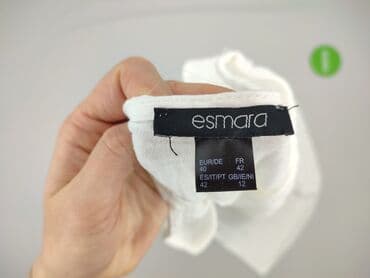 esmara
EUR/DE FR
40 42
ES/IT/PT GB/IE/NI
42 12